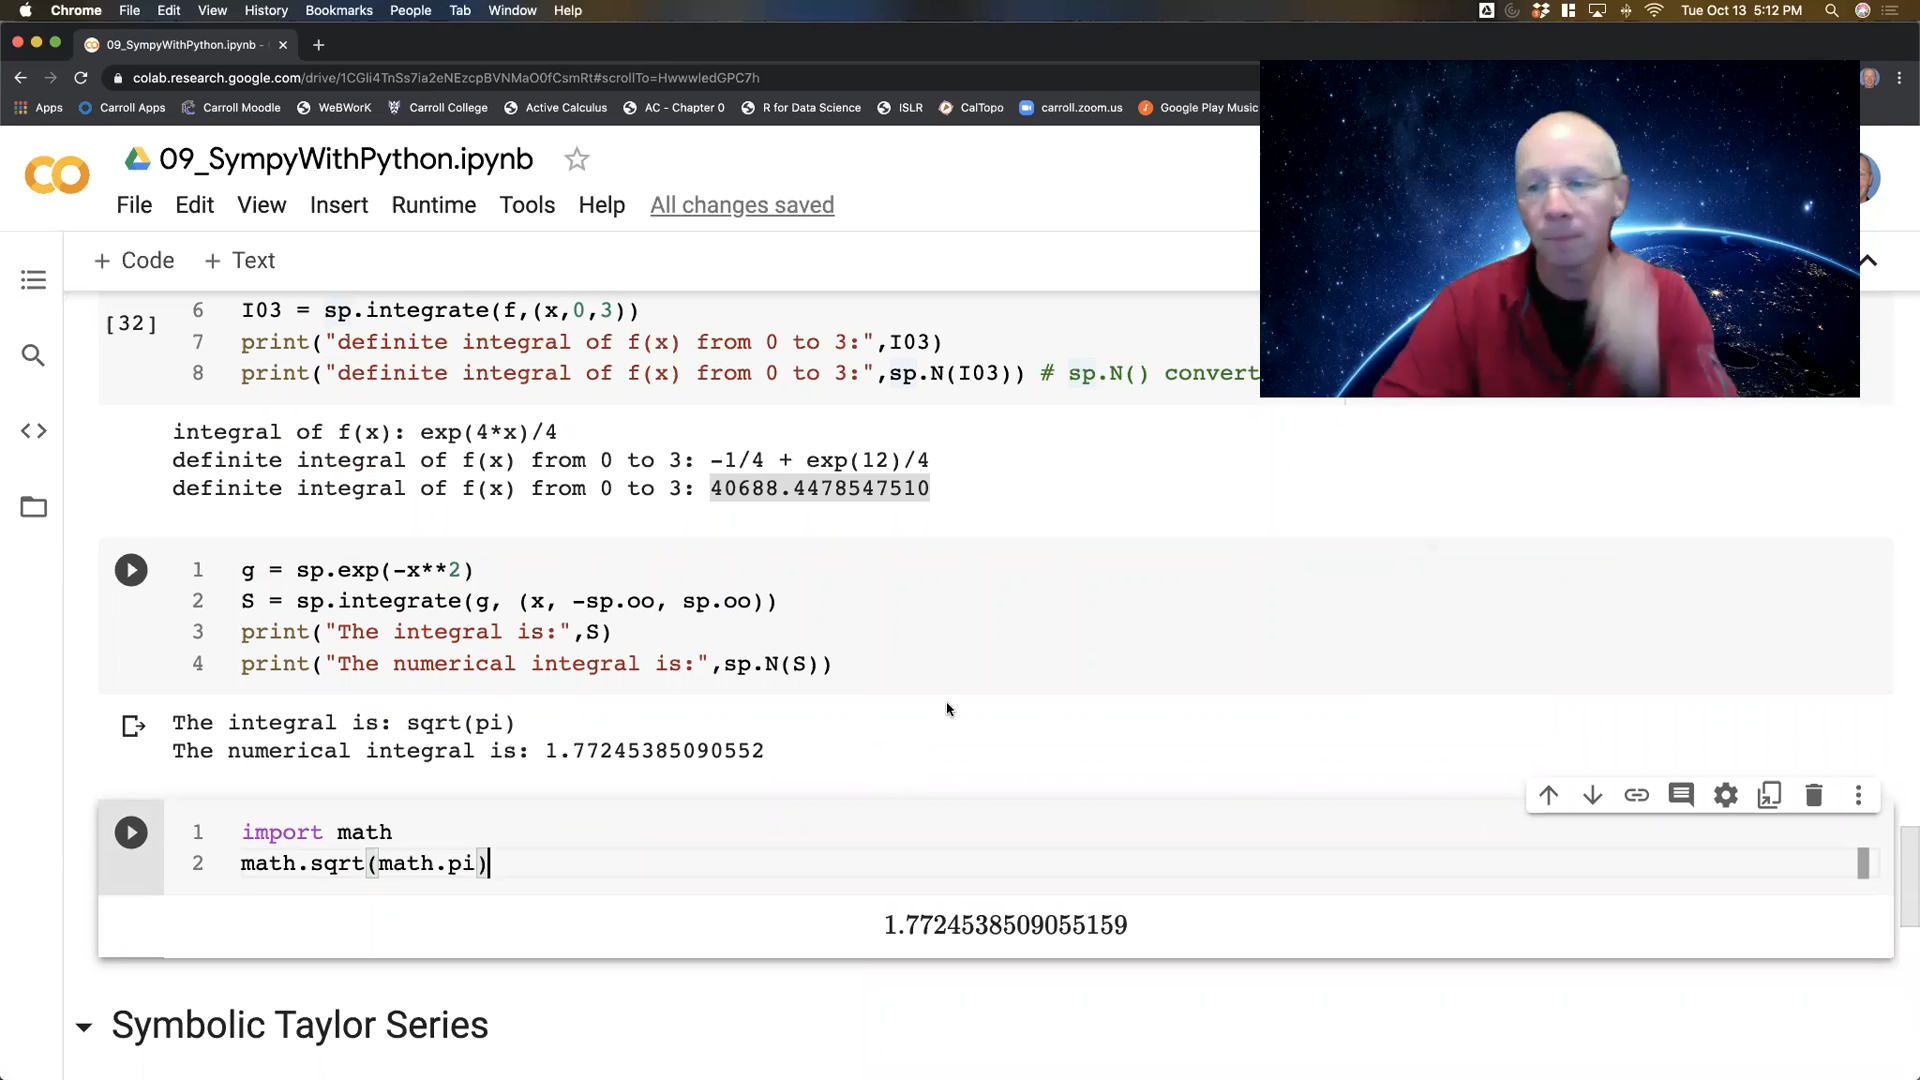 Chrome File Edit View History Bookmarks People Tab Window Help Tue Oct 13 5:12 PM
09_SympyWithPython.ipynb -
colab.research.google.com/drive/1CGli4TnSs7ia2eNEzcpBVNMaO0fCsmRt#scrollTo=HwwwledGPC7h
Apps Carroll Apps Carroll Moodle WeBWorK Carroll College Active Calculus AC - Chapter 0 R for Data Science ISLR CalTopo carroll.zoom.us Google Play Music
CO 09_SympyWithPython.ipynb
File Edit View Insert Runtime Tools Help All changes saved
+ Code + Text
[32] 6 I03 = sp.integrate(f,(x,0,3))
7 print("definite integral of f(x) from 0 to 3:",I03)
8 print("definite integral of f(x) from 0 to 3:",sp.N(I03)) # sp.N() convert
integral of f(x): exp(4*x)/4
definite integral of f(x) from 0 to 3: -1/4 + exp(12)/4
definite integral of f(x) from 0 to 3: 40688.4478547510
1 g = sp.exp(-x**2)
2 S = sp.integrate(g, (x, -sp.oo, sp.oo))
3 print("The integral is:",S)
4 print("The numerical integral is:",sp.N(S))
The integral is: sqrt(pi)
The numerical integral is: 1.77245385090552
1 import math
2 math.sqrt(math.pi)
1.7724538509055159
Symbolic Taylor Series